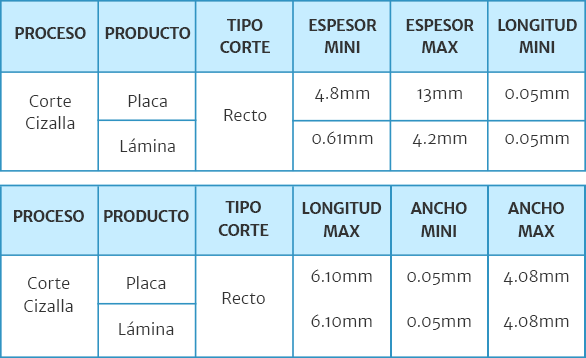 PROCESO PRODUCTO TIPO CORTE ESPESOR MINI ESPESOR MAX LONGITUD MINI
Corte Cizalla Placa Recto 4.8mm 13mm 0.05mm
Lámina 0.61mm 4.2mm 0.05mm
PROCESO PRODUCTO TIPO CORTE LONGITUD MAX ANCHO MINI ANCHO MAX
Corte Cizalla Placa Recto 6.10mm 0.05mm 4.08mm
Lámina 6.10mm 0.05mm 4.08mm